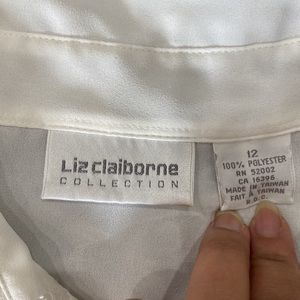 Liz claiborne
COLLECTION
12
100% POLYESTER
RN 52002
CA 16396
MADE IN TAIWAN
FAIT À TAIWAN
R.O.C.